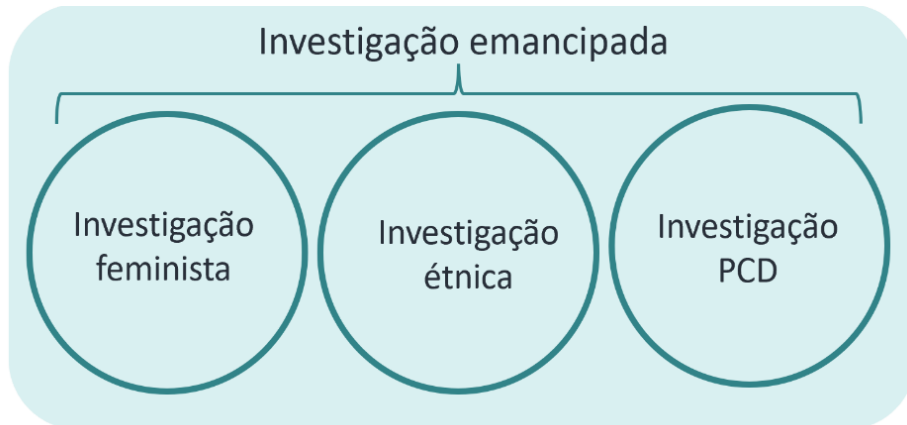 Investigação emancipada
Investigação
feminista
Investigação
étnica
Investigação
PCD